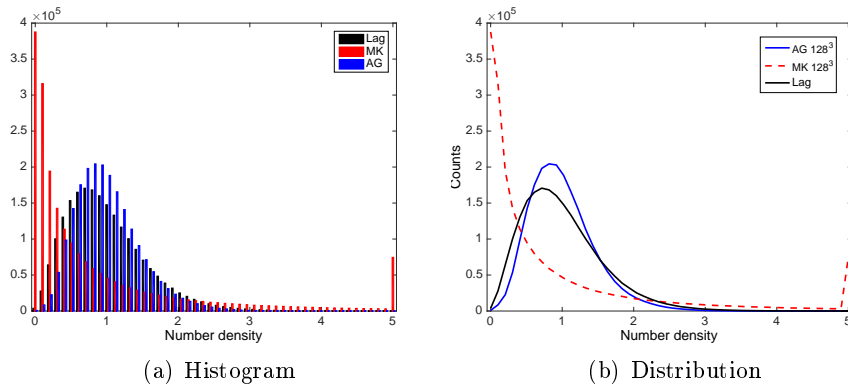 ×10⁵
4
3.5
3
2.5
2
1.5
1
0.5
0
0 1 2 3 4 5
Number density
Lag
MK
AG
(a) Histogram
×10⁵
4
3.5
3
2.5
2
1.5
1
0.5
0
Counts
0 1 2 3 4 5
Number density
AG 128³
MK 128³
Lag
(b) Distribution